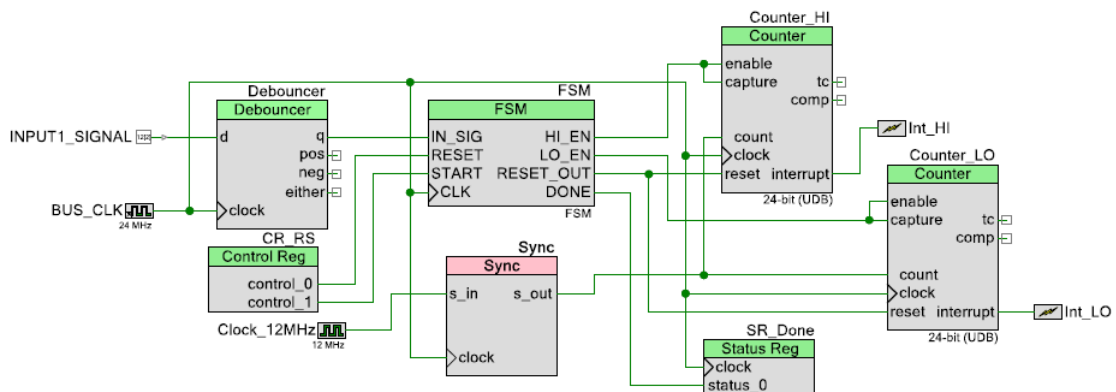 Counter_HI
Counter
enable
capture
tc
comp
count
clock
reset
interrupt
24-bit (UDB)
Int_HI
Debouncer
Debouncer
d
q
pos
neg
either
clock
INPUT1_SIGNAL
BUS_CLK
24 MHz
FSM
FSM
IN_SIG
HI_EN
RESET
LO_EN
START
RESET_OUT
CLK
DONE
FSM
Counter_LO
Counter
enable
capture
tc
comp
count
clock
reset
interrupt
24-bit (UDB)
Int_LO
CR_RS
Control Reg
control_0
control_1
Clock_12MHz
12 MHz
Sync
Sync
s_in
s_out
clock
SR_Done
Status Reg
clock
status_0